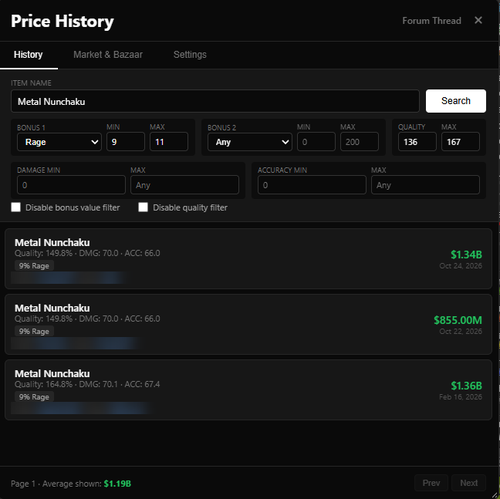 Price History
Forum Thread ✕
History Market & Bazaar Settings
ITEM NAME
Metal Nunchaku Search
BONUS 1 MIN MAX BONUS 2 MIN MAX QUALITY MAX
Rage 9 11 Any 0 200 136 167
DAMAGE MIN MAX ACCURACY MIN MAX
0 Any 0 Any
Disable bonus value filter Disable quality filter
Metal Nunchaku
Quality: 149.8% · DMG: 70.0 · ACC: 66.0
9% Rage
$1.34B
Oct 24, 2026
Metal Nunchaku
Quality: 149.8% · DMG: 70.0 · ACC: 66.0
9% Rage
$855.00M
Oct 22, 2026
Metal Nunchaku
Quality: 164.8% · DMG: 70.1 · ACC: 67.4
9% Rage
$1.36B
Feb 16, 2026
Page 1 · Average shown: $1.19B
Prev Next